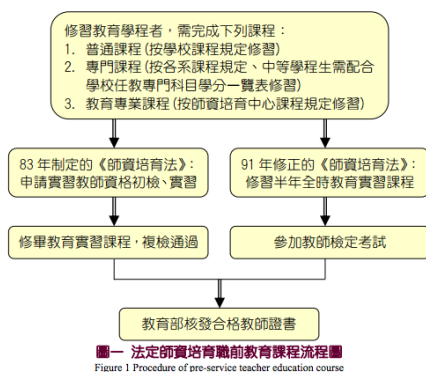 修習教育學程者，需完成下列課程：
1. 普通課程(按學校課程規定修習)
2. 專門課程(按各系課程規定、中等學程生需配合
學校任教專門科目學分一覽表修習)
3. 教育專業課程(按師資培育中心課程規定修習)
83 年制定的《師資培育法》：
申請實習教師資格初檢、實習
91 年修正的《師資培育法》：
修習半年全時教育實習課程
修畢教育實習課程，複檢通過
參加教師檢定考試
教育部核發合格教師證書
圖一 法定師資培育職前教育課程流程圖
Figure 1 Procedure of pre-service teacher education course